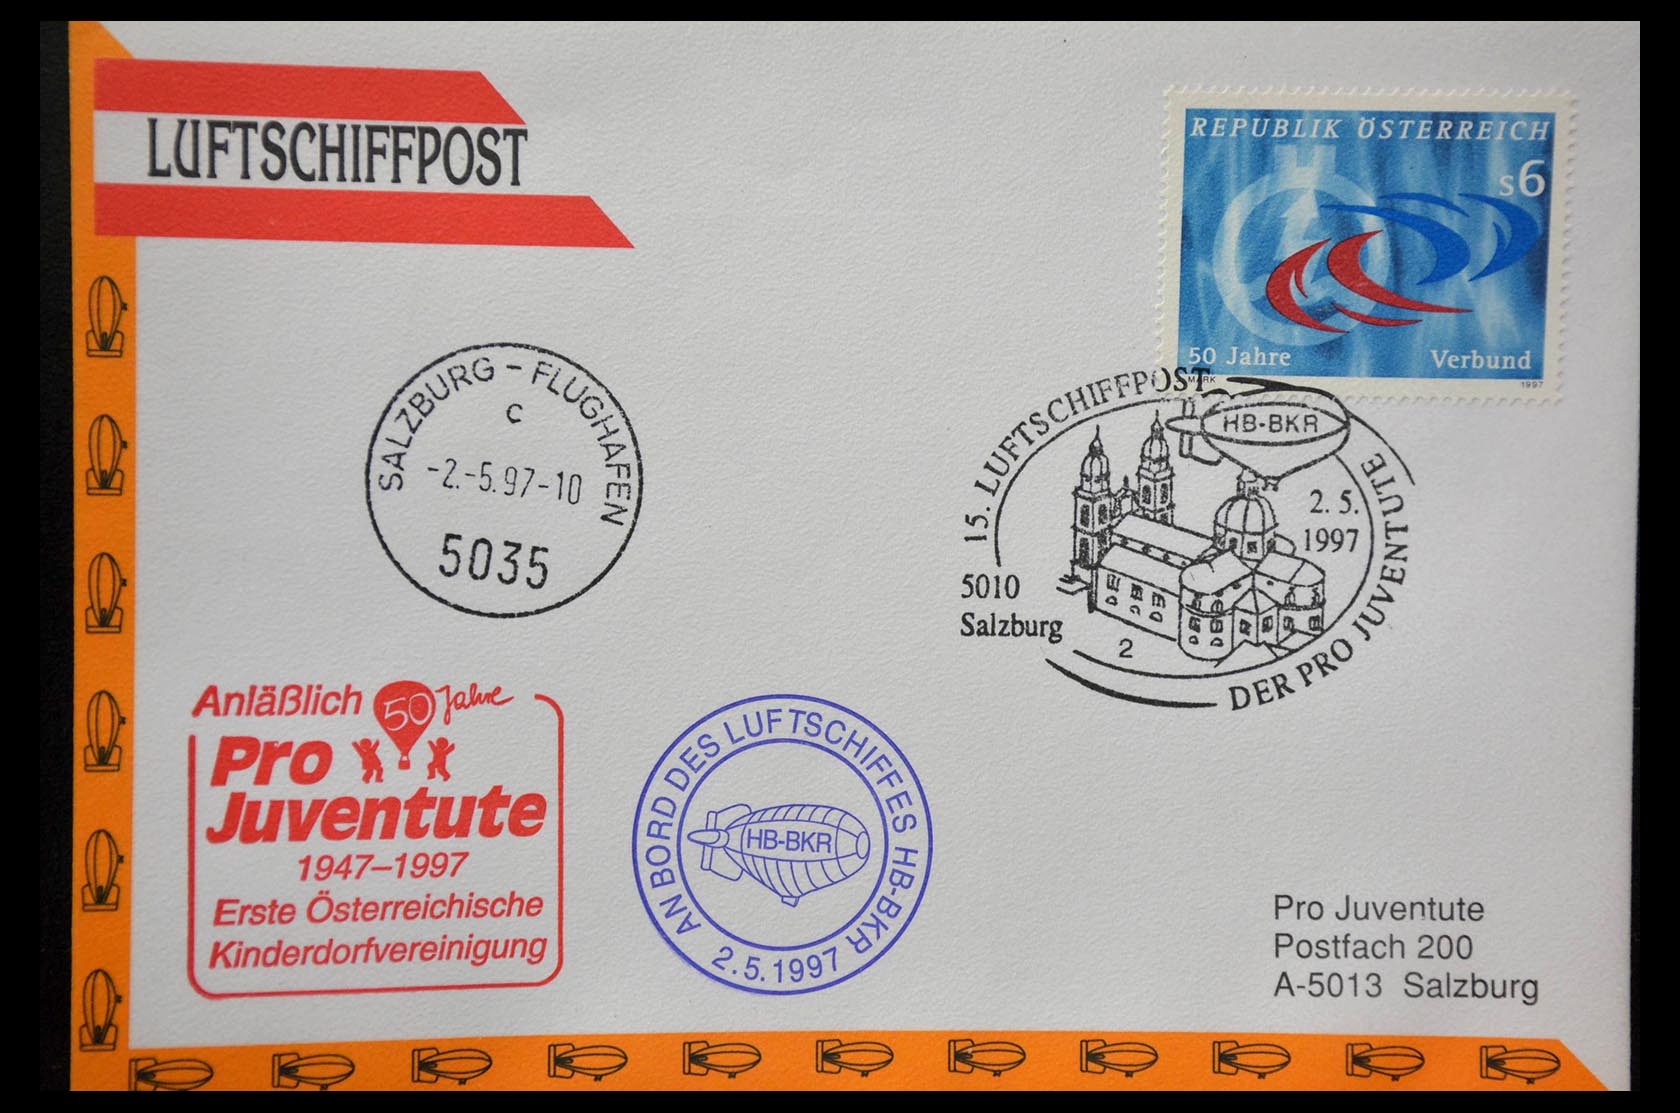 LUFTSCHIFFPOST
REPUBLIK ÖSTERREICH
s6
50 Jahre Verbund
MARK 1997
SALZBURG - FLUGHAFEN
c
-2.-5.97-10
5035
15. LUFTSCHIFFPOST
HB-BKR
2. 5.
1997
5010
Salzburg
2
DER PRO JUVENTUTE
Anläßlich 50 Jahre
Pro
Juventute
1947–1997
Erste Österreichische
Kinderdorfvereinigung
AN BORD DES LUFTSCHIFFES HB-BKR
HB-BKR
2.5.1997
Pro Juventute
Postfach 200
A-5013 Salzburg